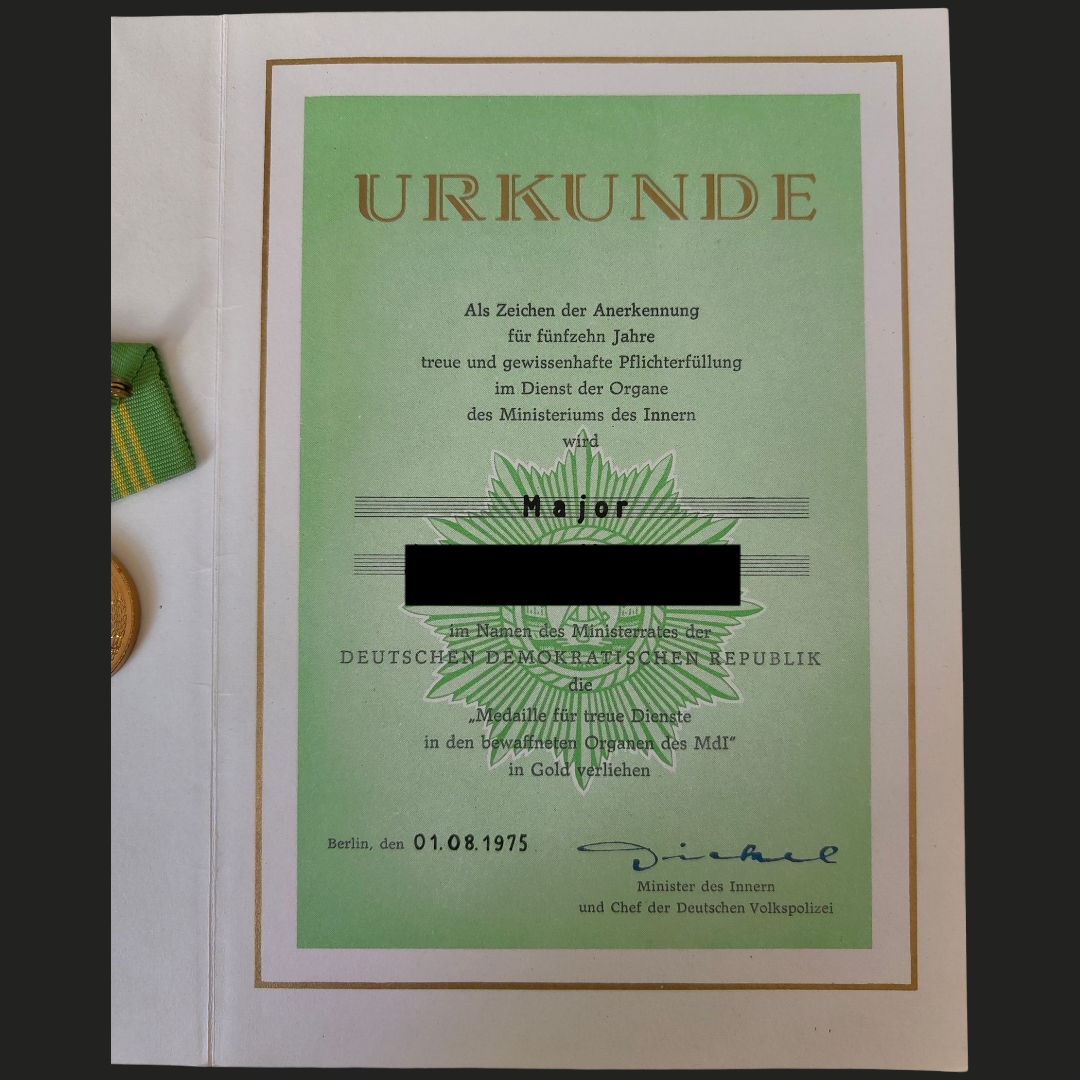 URKUNDE
Als Zeichen der Anerkennung
für fünfzehn Jahre
treue und gewissenhafte Pflichterfüllung
im Dienst der Organe
des Ministeriums des Innern
wird
Major
im Namen des Ministerrates der
DEUTSCHEN DEMOKRATISCHEN REPUBLIK
die
„Medaille für treue Dienste
in den bewaffneten Organen des MdI“
in Gold verliehen
Berlin, den 01.08.1975
Dickel
Minister des Innern
und Chef der Deutschen Volkspolizei